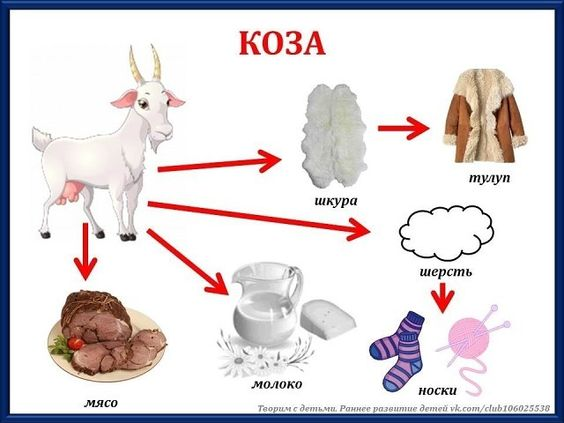 КОЗА
шкура
тулуп
шерсть
мясо
молоко
носки
Творим с детьми. Раннее развитие детей vk.com/club106025538